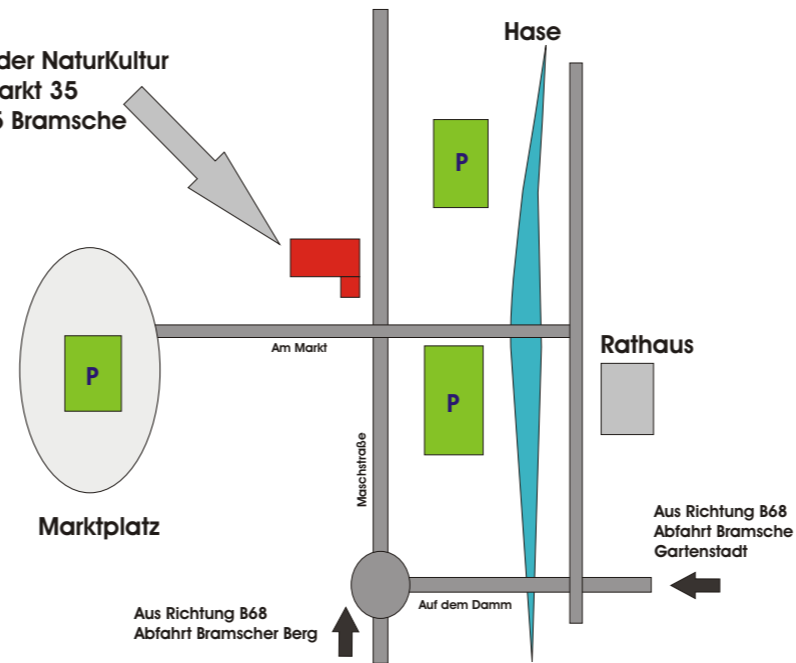 Hase
der NaturKultur
arkt 35
Bramsche
P
Am Markt
Rathaus
P
P
Maschstraße
Marktplatz
Aus Richtung B68
Abfahrt Bramsche
Gartenstadt
Auf dem Damm
Aus Richtung B68
Abfahrt Bramscher Berg